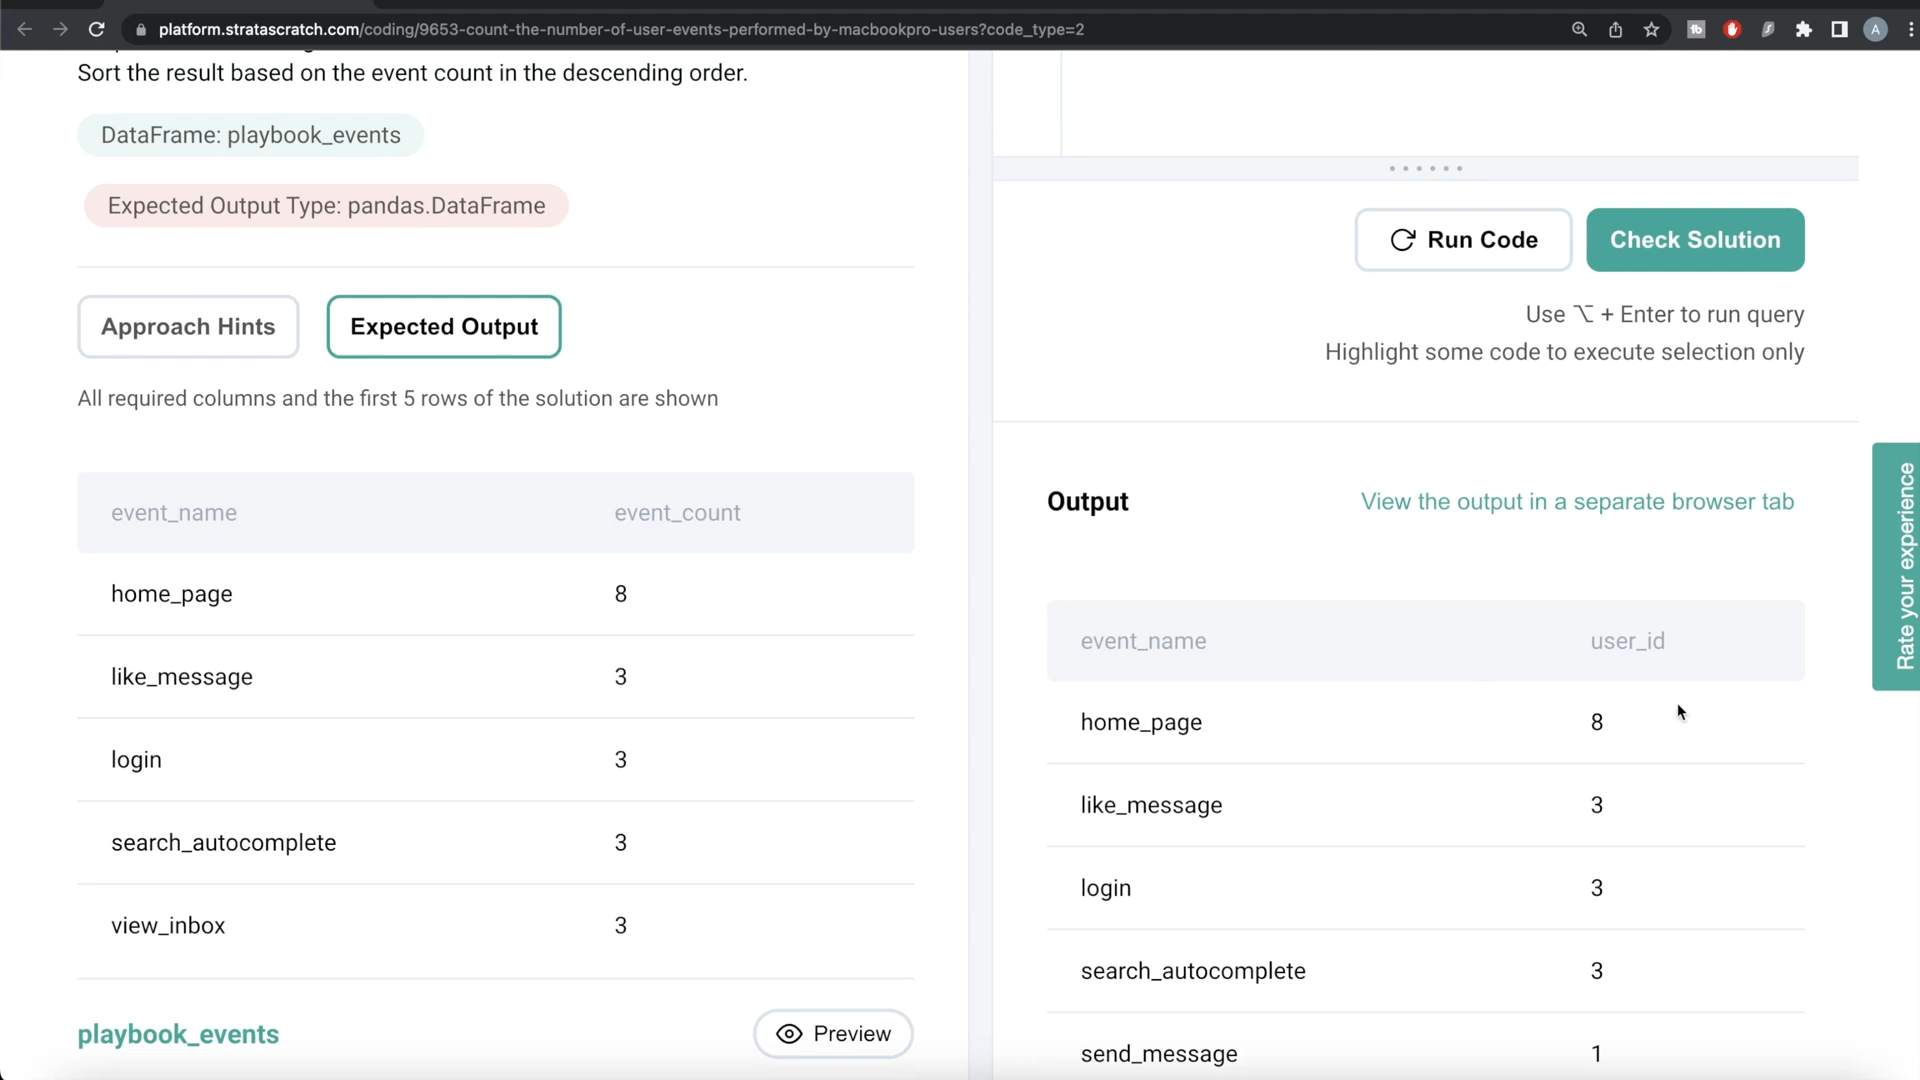 platform.stratascratch.com/coding/9653-count-the-number-of-user-events-performed-by-macbookpro-users?code_type=2
A
Sort the result based on the event count in the descending order.
DataFrame: playbook_events
Expected Output Type: pandas.DataFrame
Approach Hints
Expected Output
All required columns and the first 5 rows of the solution are shown
event_name event_count
home_page 8
like_message 3
login 3
search_autocomplete 3
view_inbox 3
playbook_events
Preview
Run Code
Check Solution
Use ⌥ + Enter to run query
Highlight some code to execute selection only
Output
View the output in a separate browser tab
event_name user_id
home_page 8
like_message 3
login 3
search_autocomplete 3
send_message 1
Rate your experience